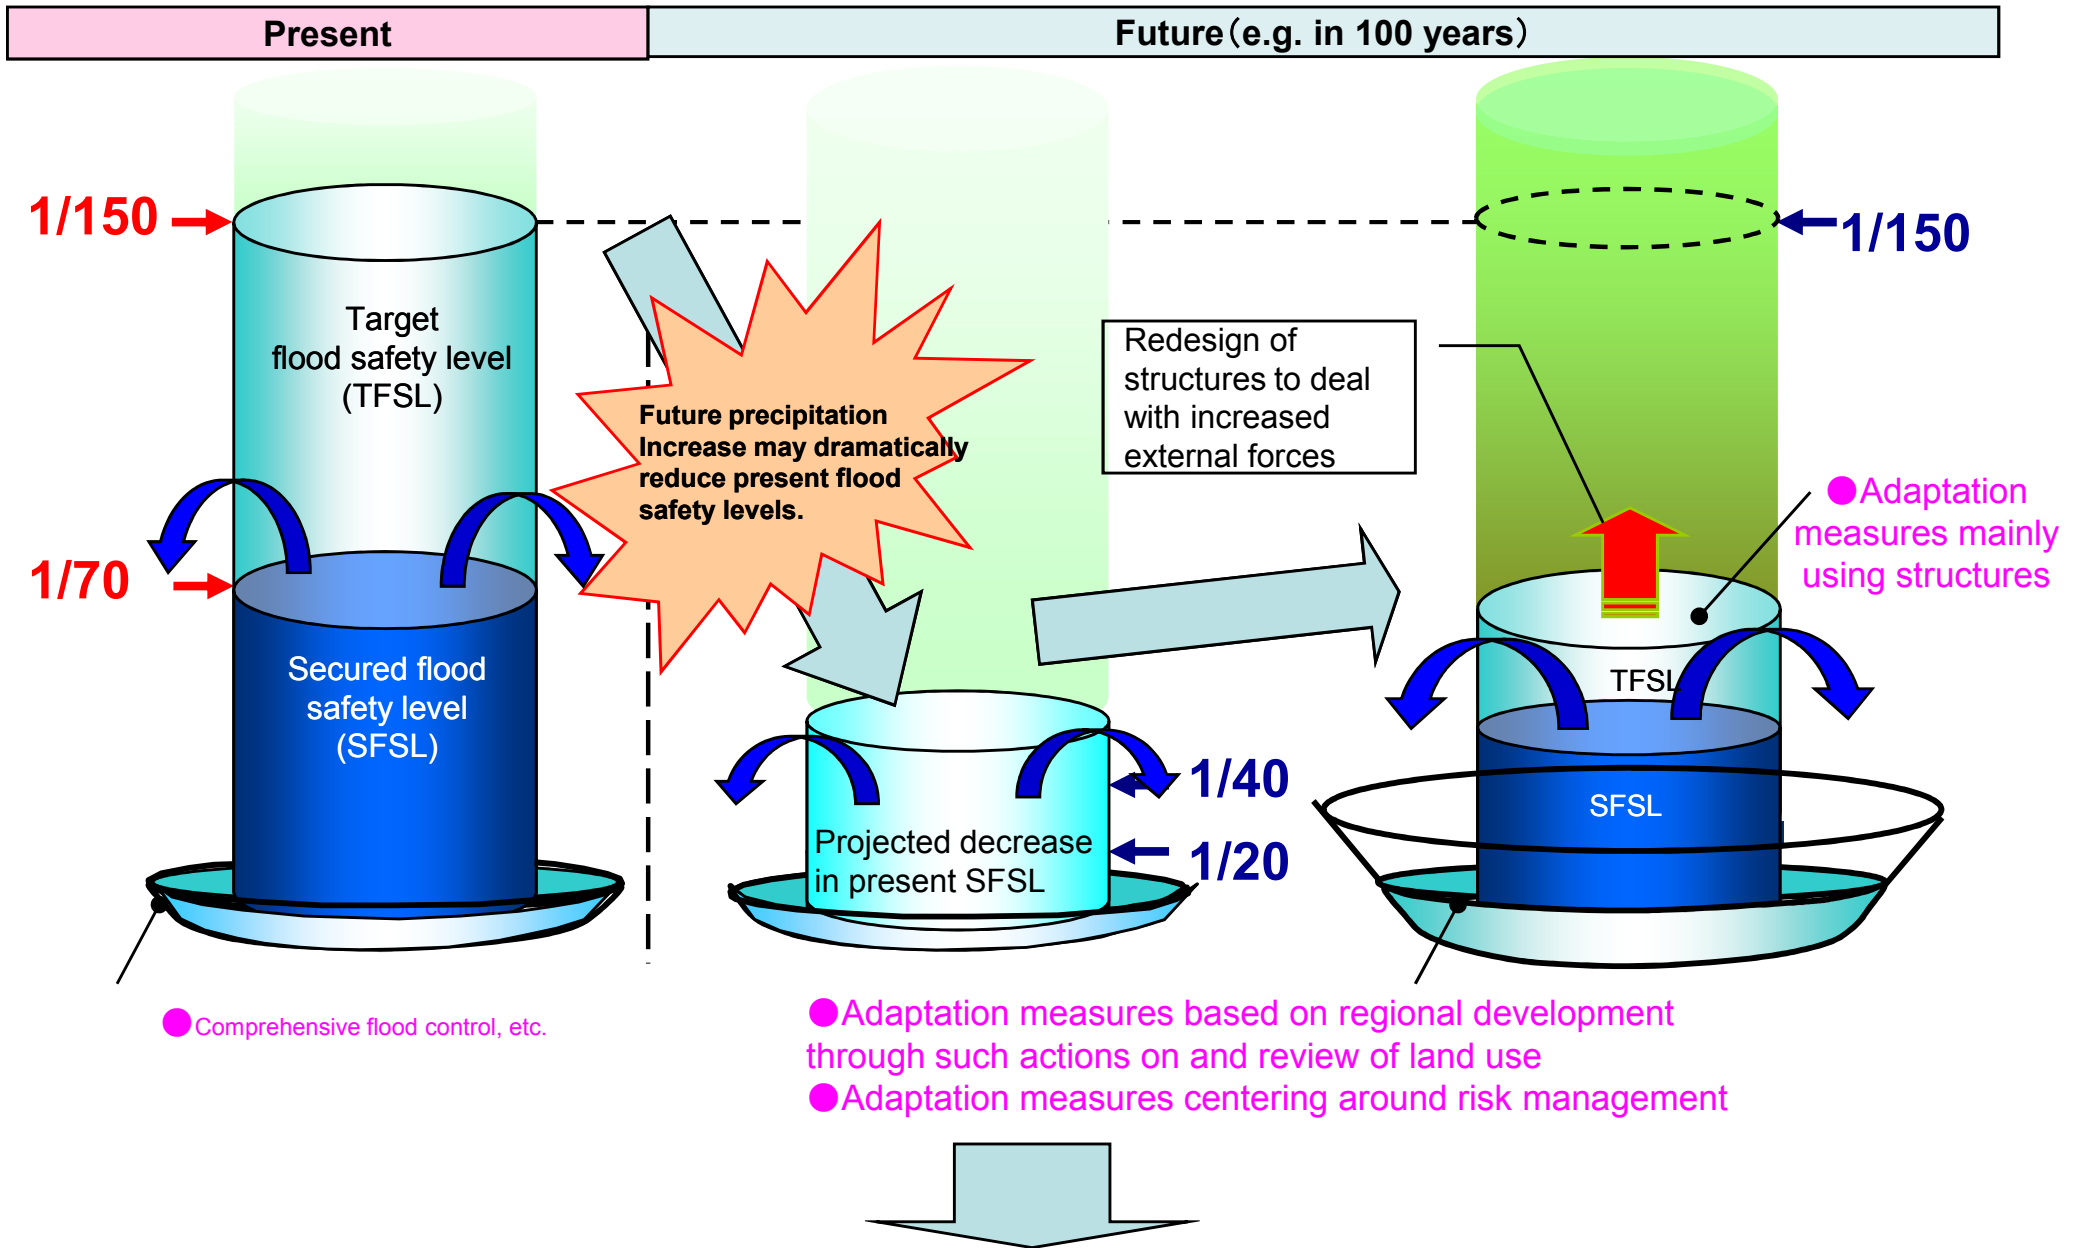 Present
Future（e.g. in 100 years）
1/150
1/150
Target
flood safety level
(TFSL)
Future precipitation
Increase may dramatically
reduce present flood
safety levels.
Redesign of
structures to deal
with increased
external forces
●Adaptation
measures mainly
using structures
1/70
Secured flood
safety level
(SFSL)
TFSL
1/40
SFSL
Projected decrease
in present SFSL
1/20
●Comprehensive flood control, etc.
●Adaptation measures based on regional development
through such actions on and review of land use
●Adaptation measures centering around risk management